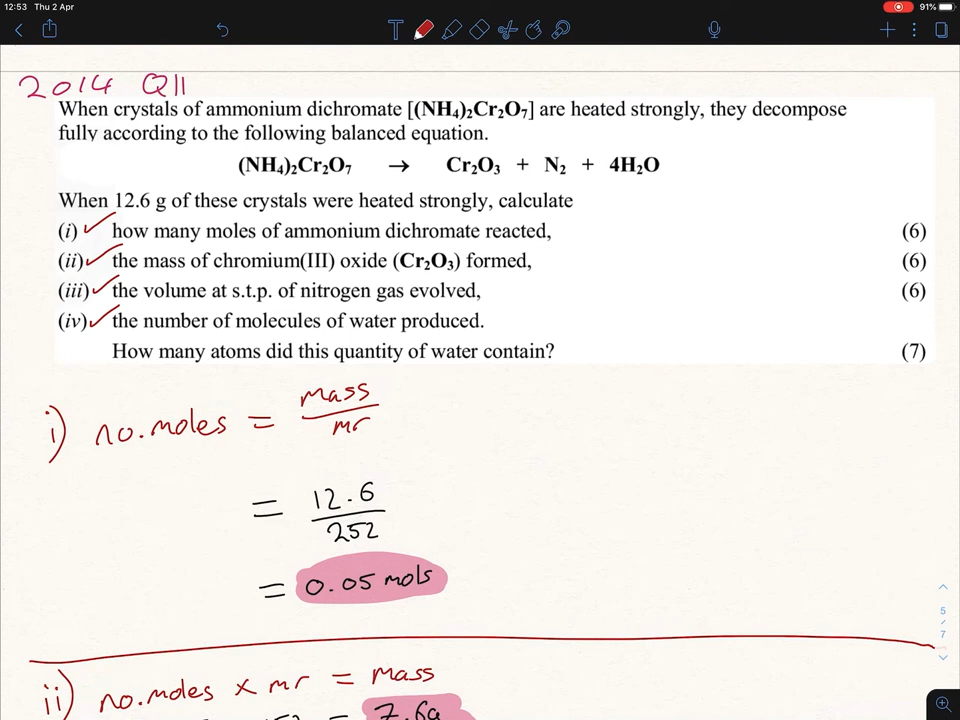 12:53 Thu 2 Apr
91%
2014 Q11
When crystals of ammonium dichromate [(NH₄)₂Cr₂O₇] are heated strongly, they decompose
fully according to the following balanced equation.
(NH₄)₂Cr₂O₇ → Cr₂O₃ + N₂ + 4H₂O
When 12.6 g of these crystals were heated strongly, calculate
(i) ✓ how many moles of ammonium dichromate reacted, (6)
(ii) ✓ the mass of chromium(III) oxide (Cr₂O₃) formed, (6)
(iii) ✓ the volume at s.t.p. of nitrogen gas evolved, (6)
(iv) ✓ the number of molecules of water produced.
How many atoms did this quantity of water contain? (7)
i) no.moles = mass / mr
= 12.6 / 252
= 0.05 mols
5 / 7
ii) no.moles x mr = mass
= 7.6g